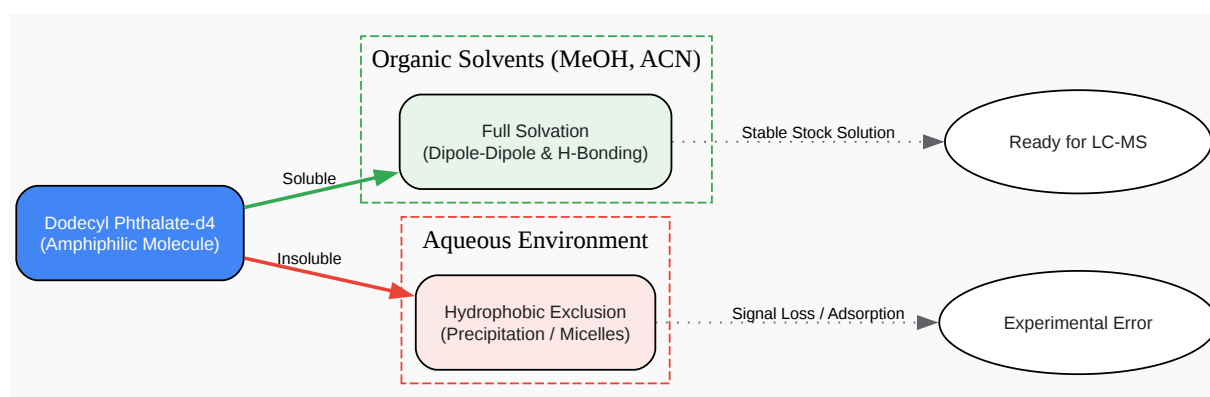 Organic Solvents (MeOH, ACN)
Full Solvation
(Dipole-Dipole & H-Bonding)
Stable Stock Solution
Ready for LC-MS
Soluble
Dodecyl Phthalate-d4
(Amphiphilic Molecule)
Insoluble
Aqueous Environment
Hydrophobic Exclusion
(Precipitation / Micelles)
Signal Loss / Adsorption
Experimental Error